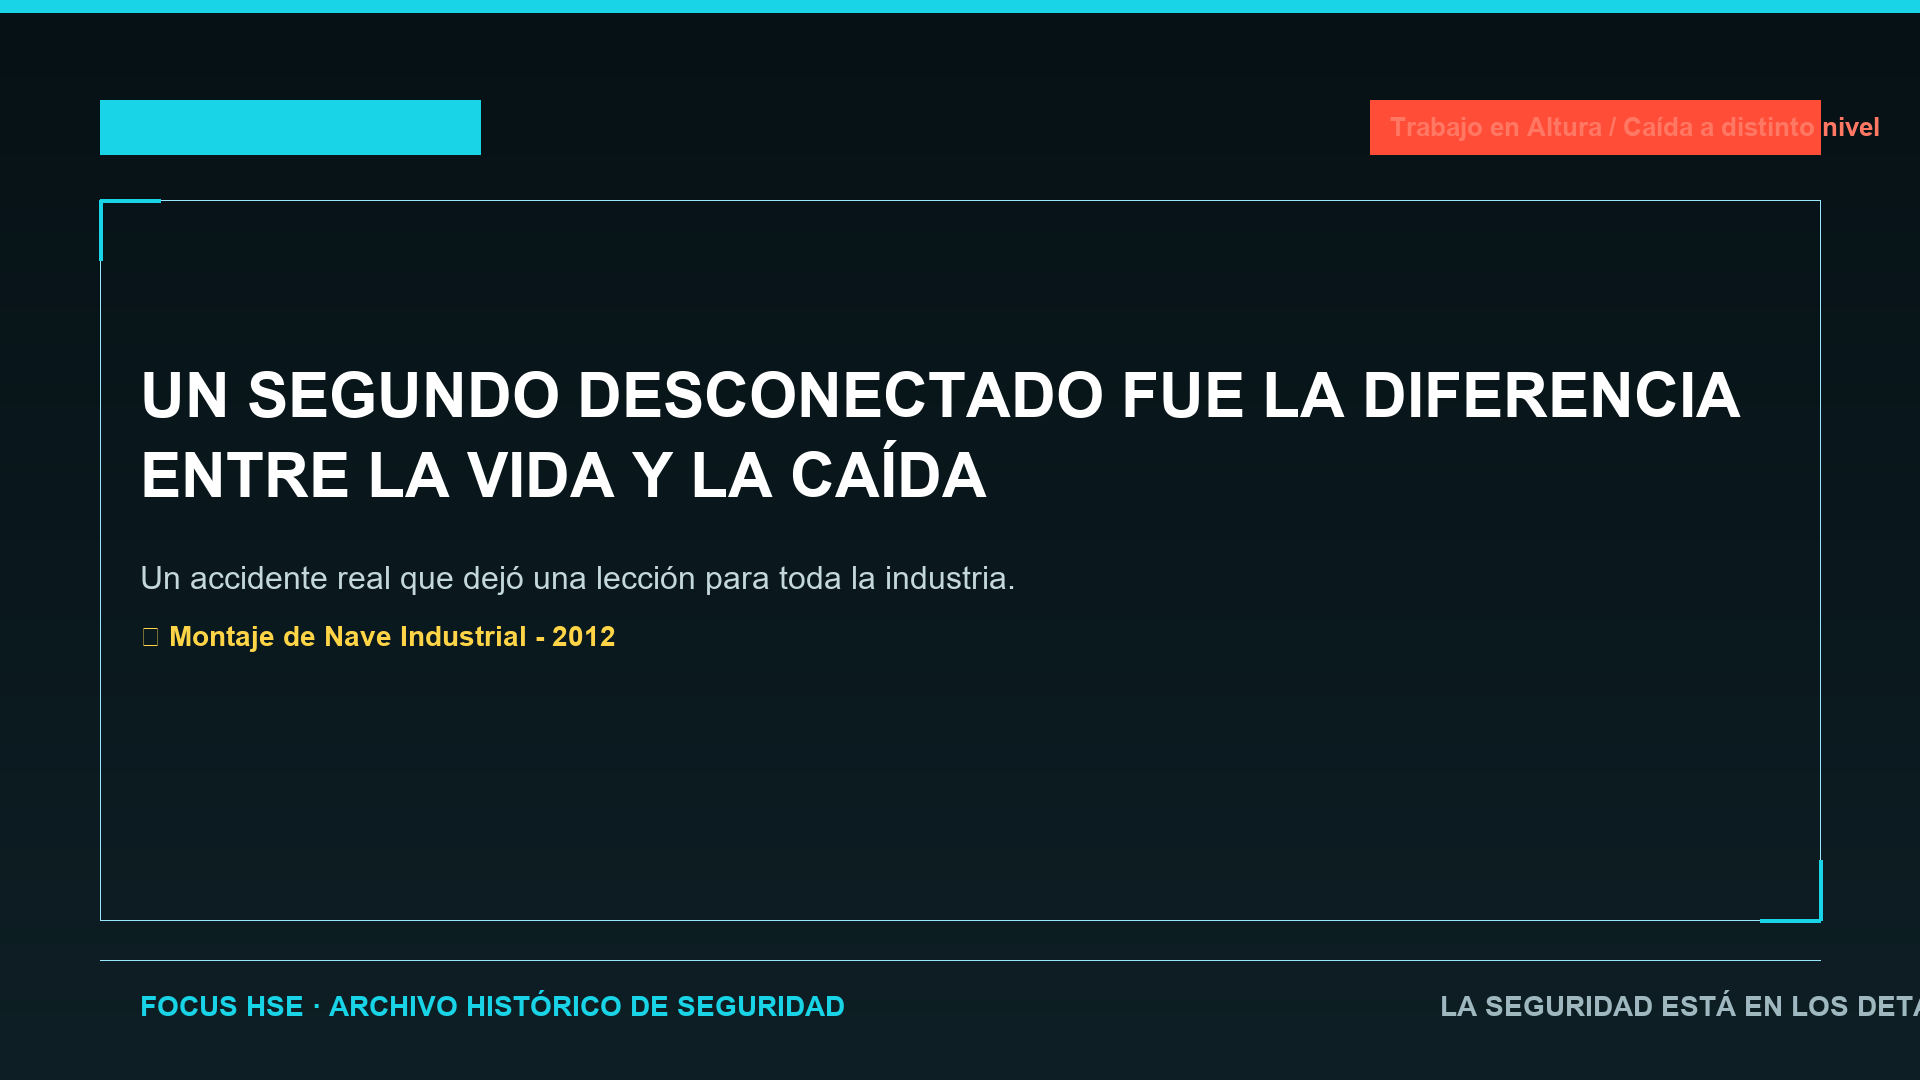 Trabajo en Altura / Caída a distinto nivel
UN SEGUNDO DESCONECTADO FUE LA DIFERENCIA
ENTRE LA VIDA Y LA CAÍDA
Un accidente real que dejó una lección para toda la industria.
Montaje de Nave Industrial - 2012
FOCUS HSE · ARCHIVO HISTÓRICO DE SEGURIDAD
LA SEGURIDAD ESTÁ EN LOS